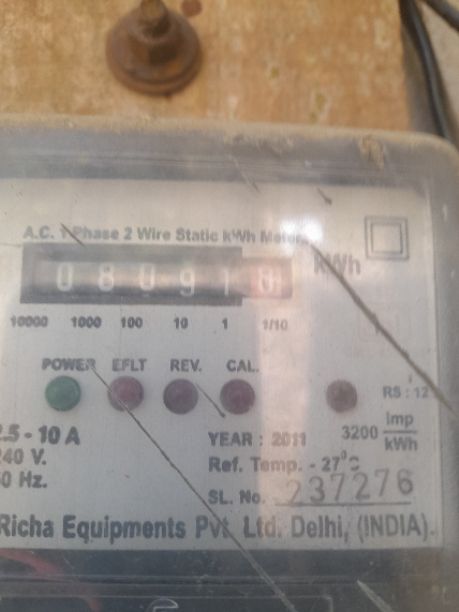 A.C. 1 Phase 2 Wire Static kWh Meter
0 8 0 9 1 8 kWh
10000 1000 100 10 1 1/10
POWER EFLT REV. CAL.
RS : 12
2.5 - 10 A YEAR : 2011 3200 Imp/kWh
240 V. Ref. Temp. - 27°C
50 Hz. SL. No. 237276
Richa Equipments Pvt. Ltd. Delhi, (INDIA).